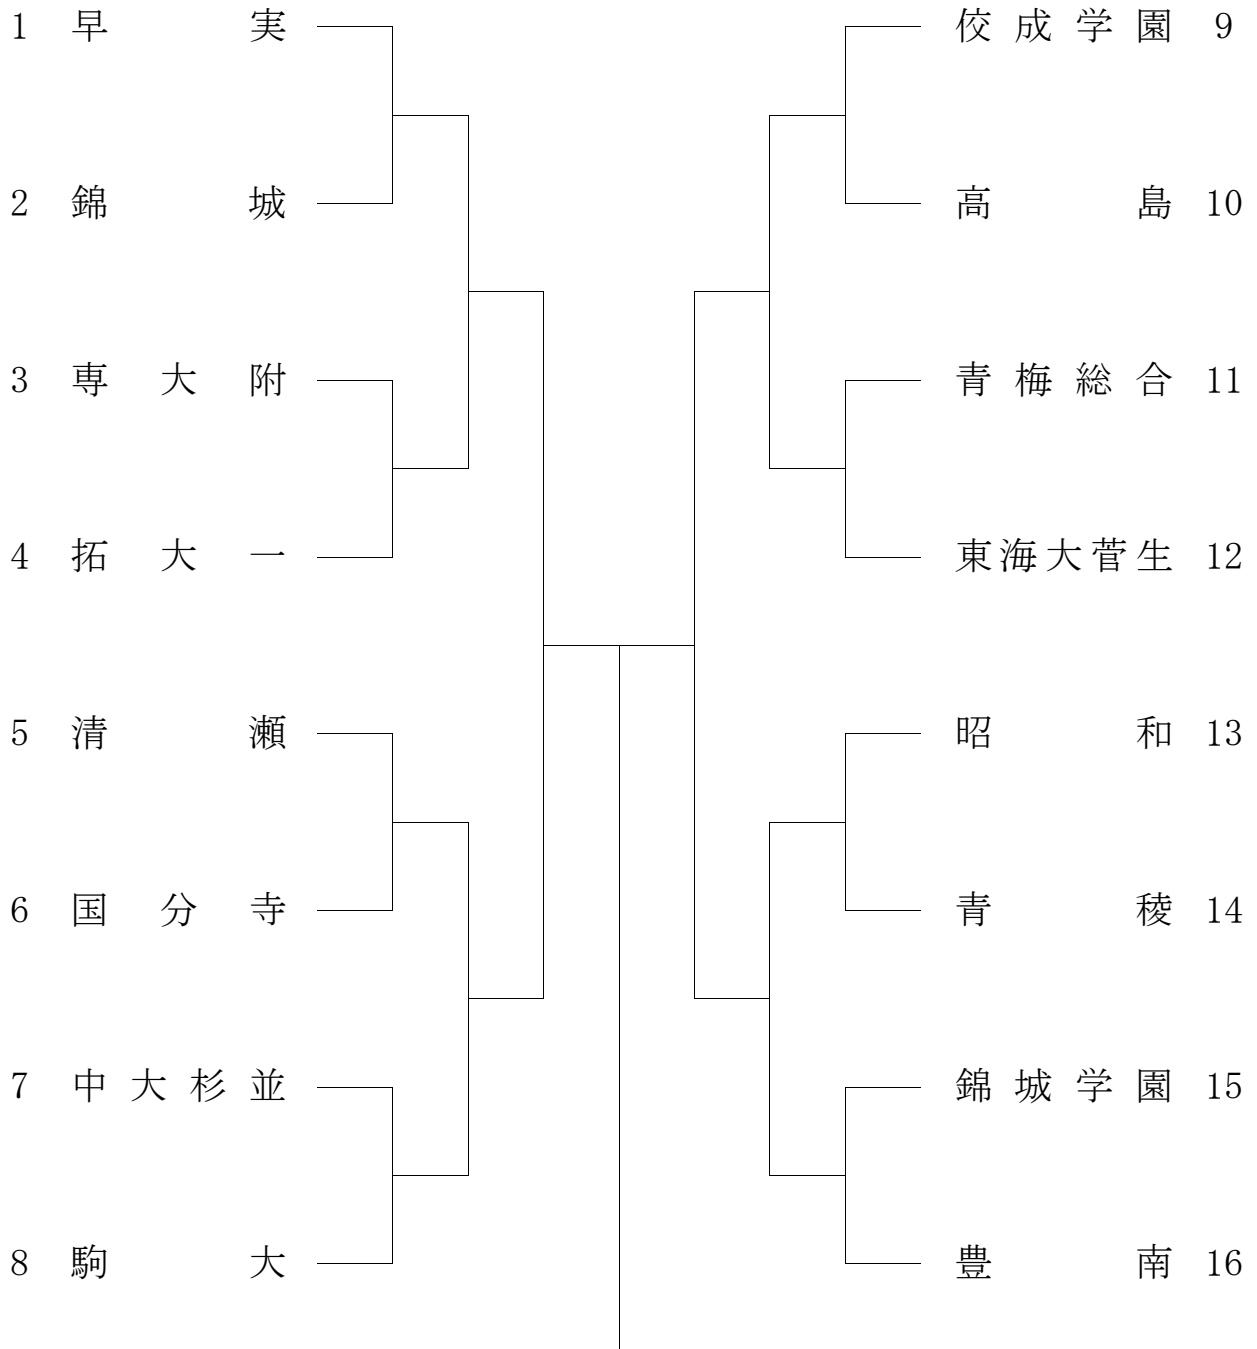 1 早実
2 錦城
3 専大附
4 拓大一
5 清瀬
6 国分寺
7 中大杉並
8 駒大
佼成学園 9
高島 10
青梅総合 11
東海大菅生 12
昭和 13
青稜 14
錦城学園 15
豊南 16